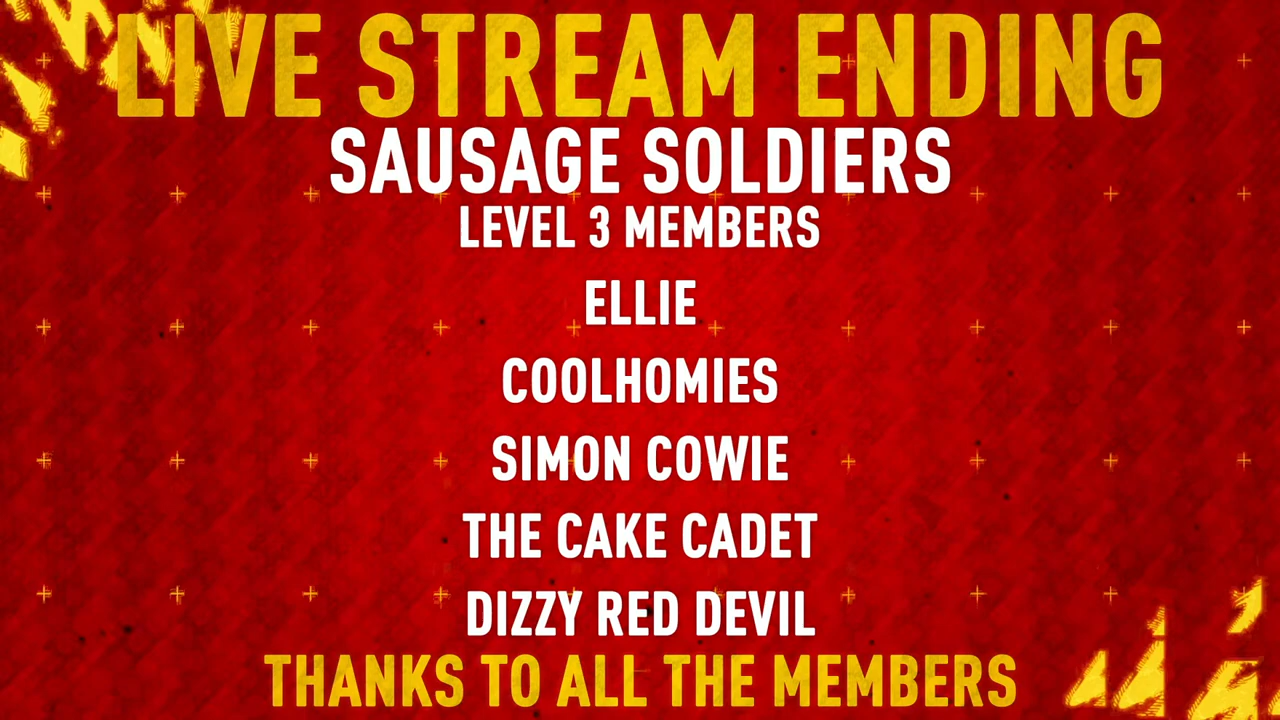 LIVE STREAM ENDING
SAUSAGE SOLDIERS
LEVEL 3 MEMBERS
ELLIE
COOLHOMIES
SIMON COWIE
THE CAKE CADET
DIZZY RED DEVIL
THANKS TO ALL THE MEMBERS